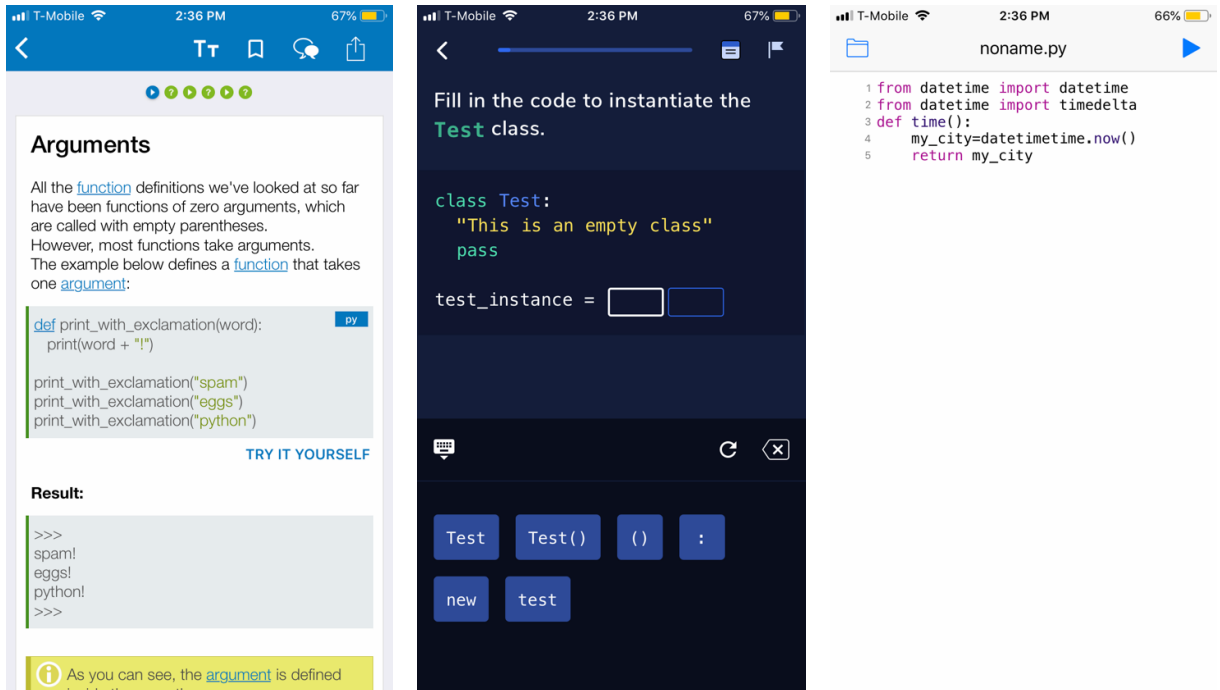 T-Mobile 2:36 PM 67%
TT
Arguments
All the function definitions we've looked at so far
have been functions of zero arguments, which
are called with empty parentheses.
However, most functions take arguments.
The example below defines a function that takes
one argument:
def print_with_exclamation(word):
py
print(word + "!")
print_with_exclamation("spam")
print_with_exclamation("eggs")
print_with_exclamation("python")
TRY IT YOURSELF
Result:
>>>
spam!
eggs!
python!
>>>
As you can see, the argument is defined
T-Mobile 2:36 PM 67%
Fill in the code to instantiate the
Test class.
class Test:
"This is an empty class"
pass
test_instance =
Test Test() () :
new test
T-Mobile 2:36 PM 66%
noname.py
1 from datetime import datetime
2 from datetime import timedelta
3 def time():
4 my_city=datetimetime.now()
5 return my_city